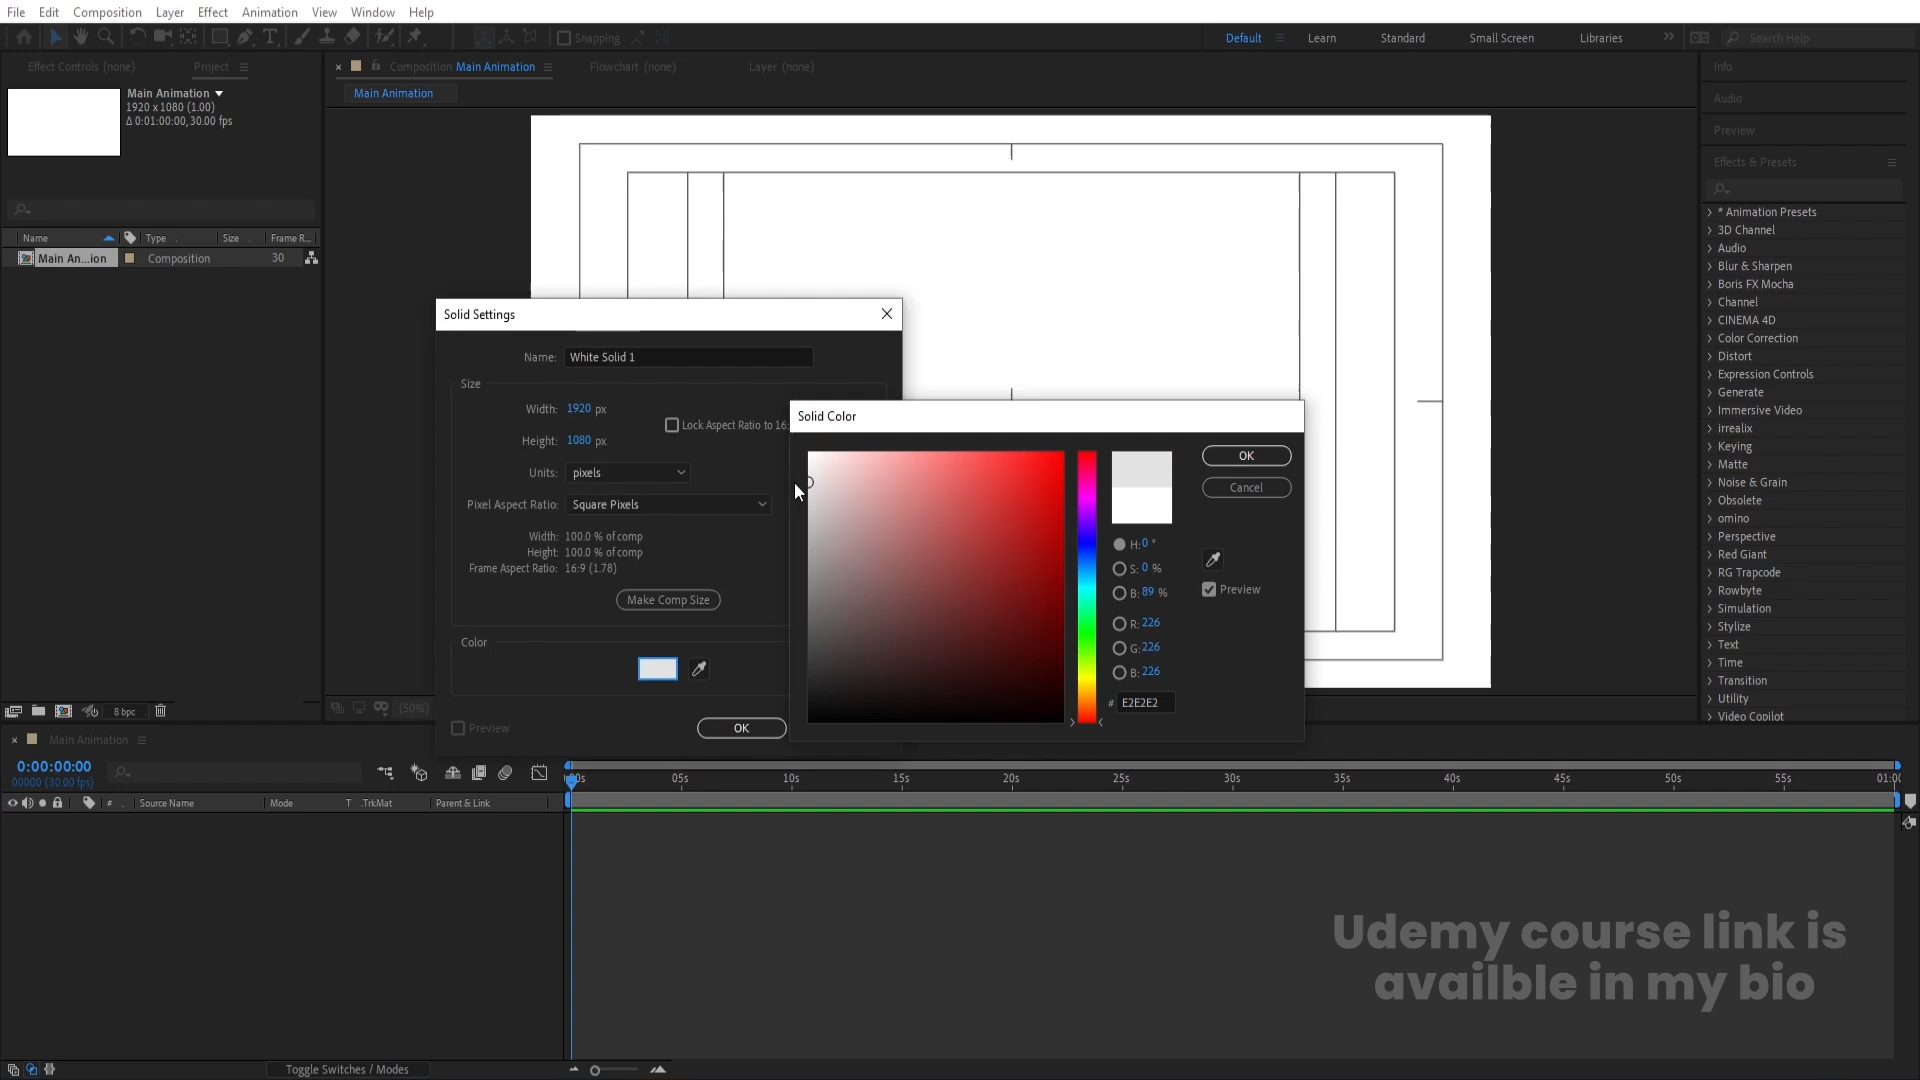 File Edit Composition Layer Effect Animation View Window Help
Snapping
Default Learn Standard Small Screen Libraries Search Help
Effect Controls (none) Project
Composition Main Animation Flowchart (none) Layer (none)
Info
Main Animation
Main Animation
1920 x 1080 (1.00)
Δ 0:01:00:00, 30.00 fps
Audio
Preview
Effects & Presets
Name Type Size Frame R...
Main An...ion Composition 30
* Animation Presets
3D Channel
Audio
Blur & Sharpen
Boris FX Mocha
Channel
CINEMA 4D
Color Correction
Distort
Expression Controls
Generate
Immersive Video
irrealix
Keying
Matte
Noise & Grain
Obsolete
omino
Perspective
Red Giant
RG Trapcode
Rowbyte
Simulation
Stylize
Text
Time
Transition
Utility
Video Copilot
Solid Settings
Name: White Solid 1
Size
Width: 1920 px
Lock Aspect Ratio to 16:
Height: 1080 px
Units: pixels
Pixel Aspect Ratio: Square Pixels
Width: 100.0 % of comp
Height: 100.0 % of comp
Frame Aspect Ratio: 16:9 (1.78)
Make Comp Size
Color
Preview OK
Solid Color
OK
Cancel
H: 0 °
S: 0 %
B: 89 %
Preview
R: 226
G: 226
B: 226
# E2E2E2
8 bpc
(50%)
Main Animation
0:00:00:00
00000 (30.00 fps)
:00s 05s 10s 15s 20s 25s 30s 35s 40s 45s 50s 55s 01:00
# Source Name Mode T .TrkMat Parent & Link
Udemy course link is
availble in my bio
Toggle Switches / Modes